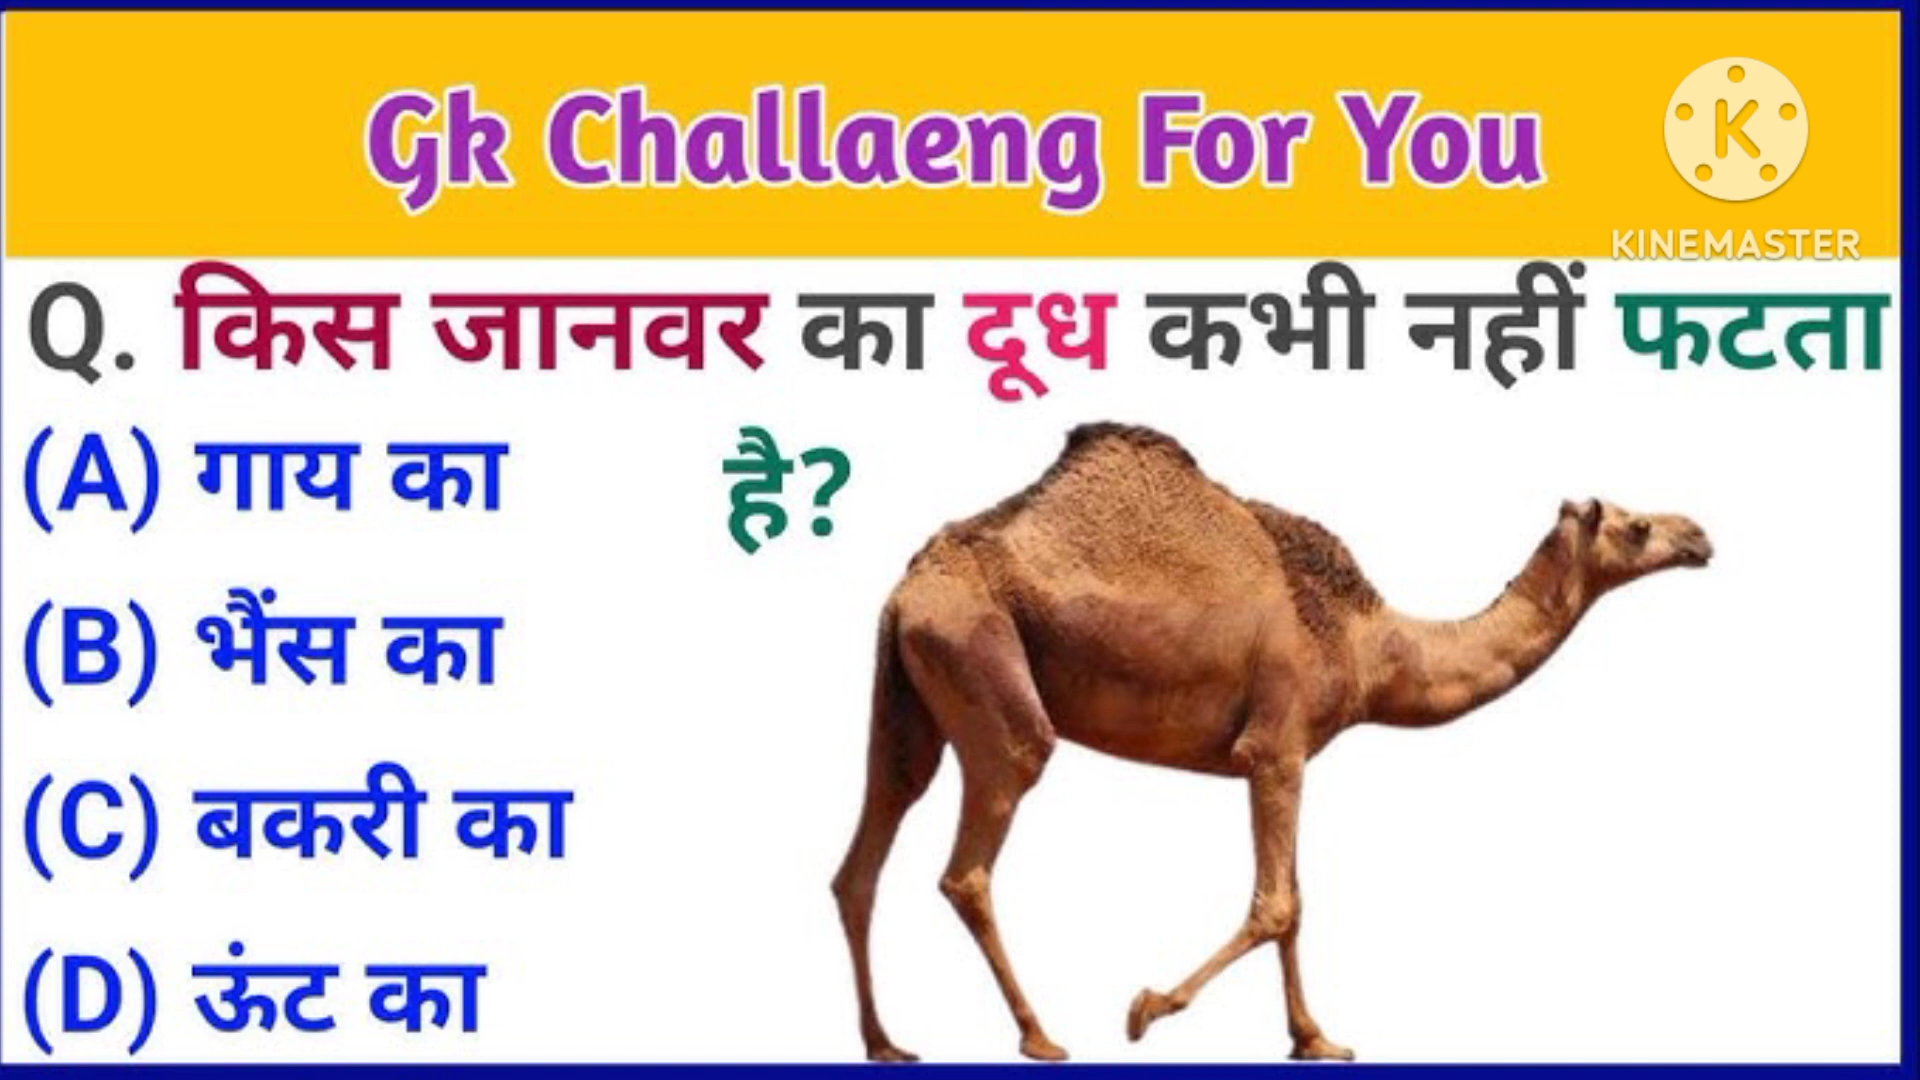 Gk Challaeng For You
K
KINEMASTER
Q. किस जानवर का दूध कभी नहीं फटता
है?
(A) गाय का
(B) भैंस का
(C) बकरी का
(D) ऊंट का